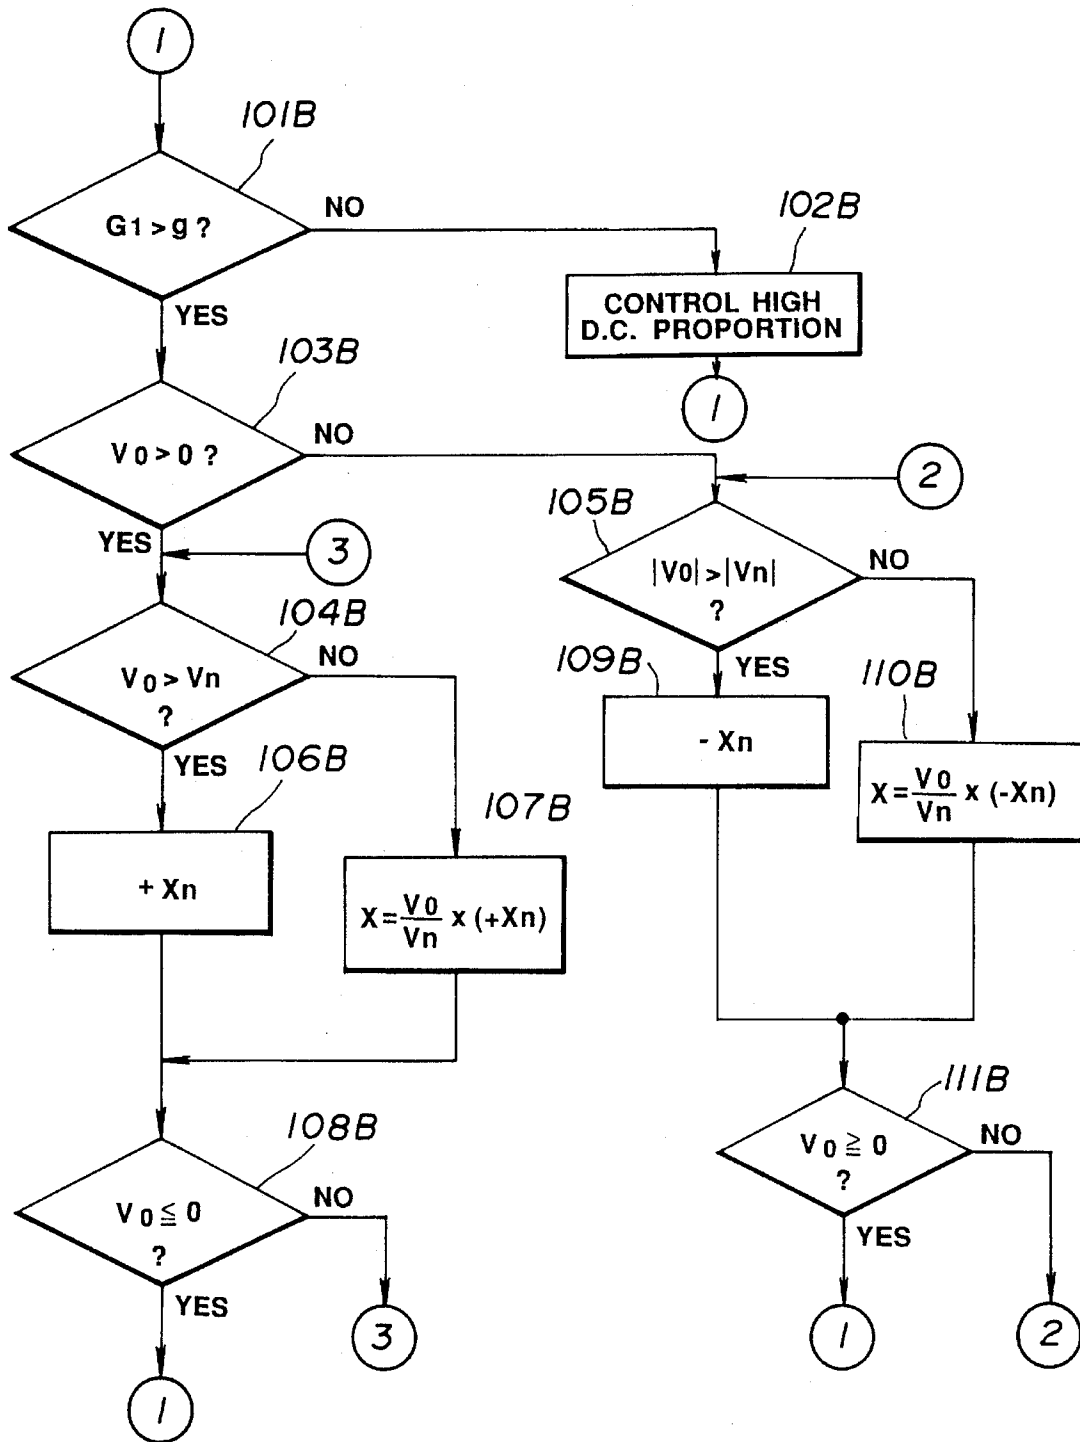 1
101B
G1 > g ?
NO
YES
102B
CONTROL HIGH
D.C. PROPORTION
1
103B
V0 > 0 ?
NO
YES
2
3
105B
|V0| > |Vn|
?
NO
YES
104B
V0 > Vn
?
NO
YES
109B
- Xn
110B
X = V0/Vn x (-Xn)
106B
+ Xn
107B
X = V0/Vn x (+Xn)
108B
V0 ≦ 0
?
NO
YES
3
1
111B
V0 ≧ 0
?
NO
YES
1
2